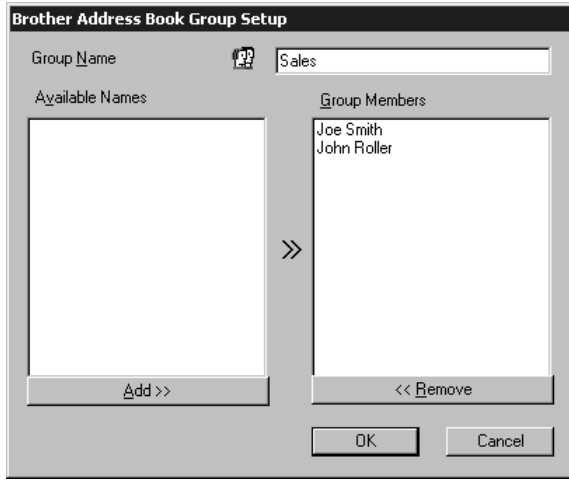 Brother Address Book Group Setup
Group Name
Sales
Available Names
Group Members
Joe Smith
John Roller
Add >>
<< Remove
OK
Cancel